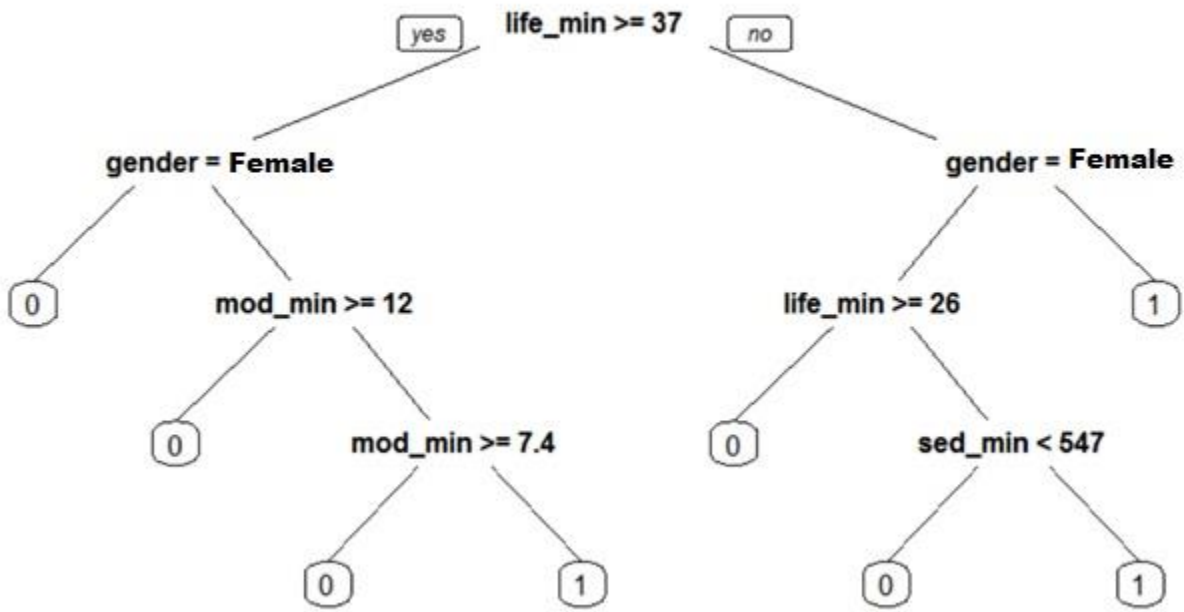 yes
life_min >= 37
no
gender = Female
gender = Female
0
mod_min >= 12
life_min >= 26
1
0
mod_min >= 7.4
0
sed_min < 547
0
1
0
1